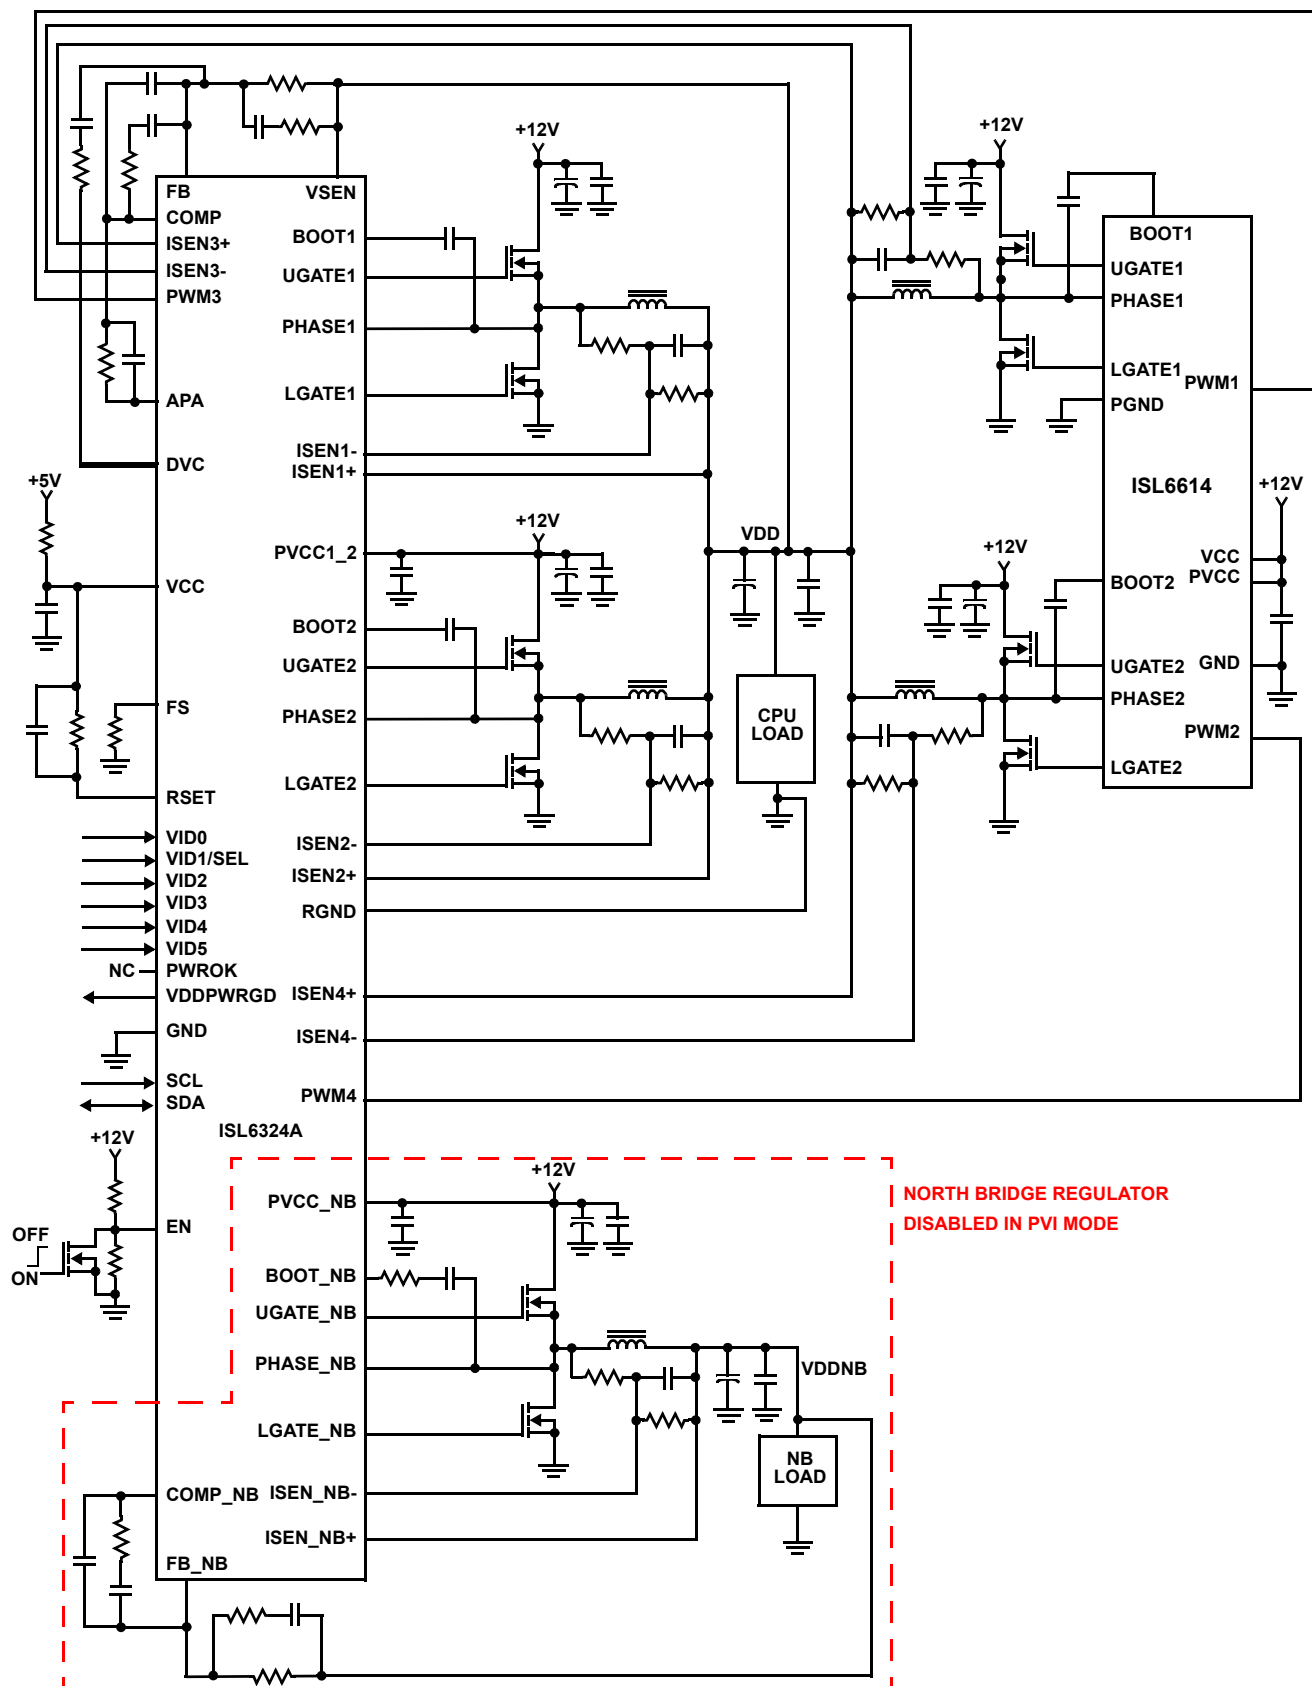 +12V
+12V
FB
VSEN
COMP
ISEN3+
ISEN3-
PWM3
APA
DVC
+5V
VCC
FS
RSET
VID0
VID1/SEL
VID2
VID3
VID4
VID5
NC
PWROK
VDDPWRGD
GND
SCL
SDA
+12V
EN
OFF
ON
COMP_NB
FB_NB
ISL6324A
BOOT1
UGATE1
PHASE1
LGATE1
ISEN1-
ISEN1+
+12V
PVCC1_2
BOOT2
UGATE2
PHASE2
LGATE2
ISEN2-
ISEN2+
RGND
ISEN4+
ISEN4-
PWM4
+12V
PVCC_NB
BOOT_NB
UGATE_NB
PHASE_NB
LGATE_NB
ISEN_NB-
ISEN_NB+
VDD
CPU
LOAD
VDDNB
NB
LOAD
NORTH BRIDGE REGULATOR
DISABLED IN PVI MODE
BOOT1
UGATE1
PHASE1
LGATE1
PWM1
PGND
ISL6614
+12V
+12V
VCC
PVCC
BOOT2
GND
UGATE2
PHASE2
PWM2
LGATE2